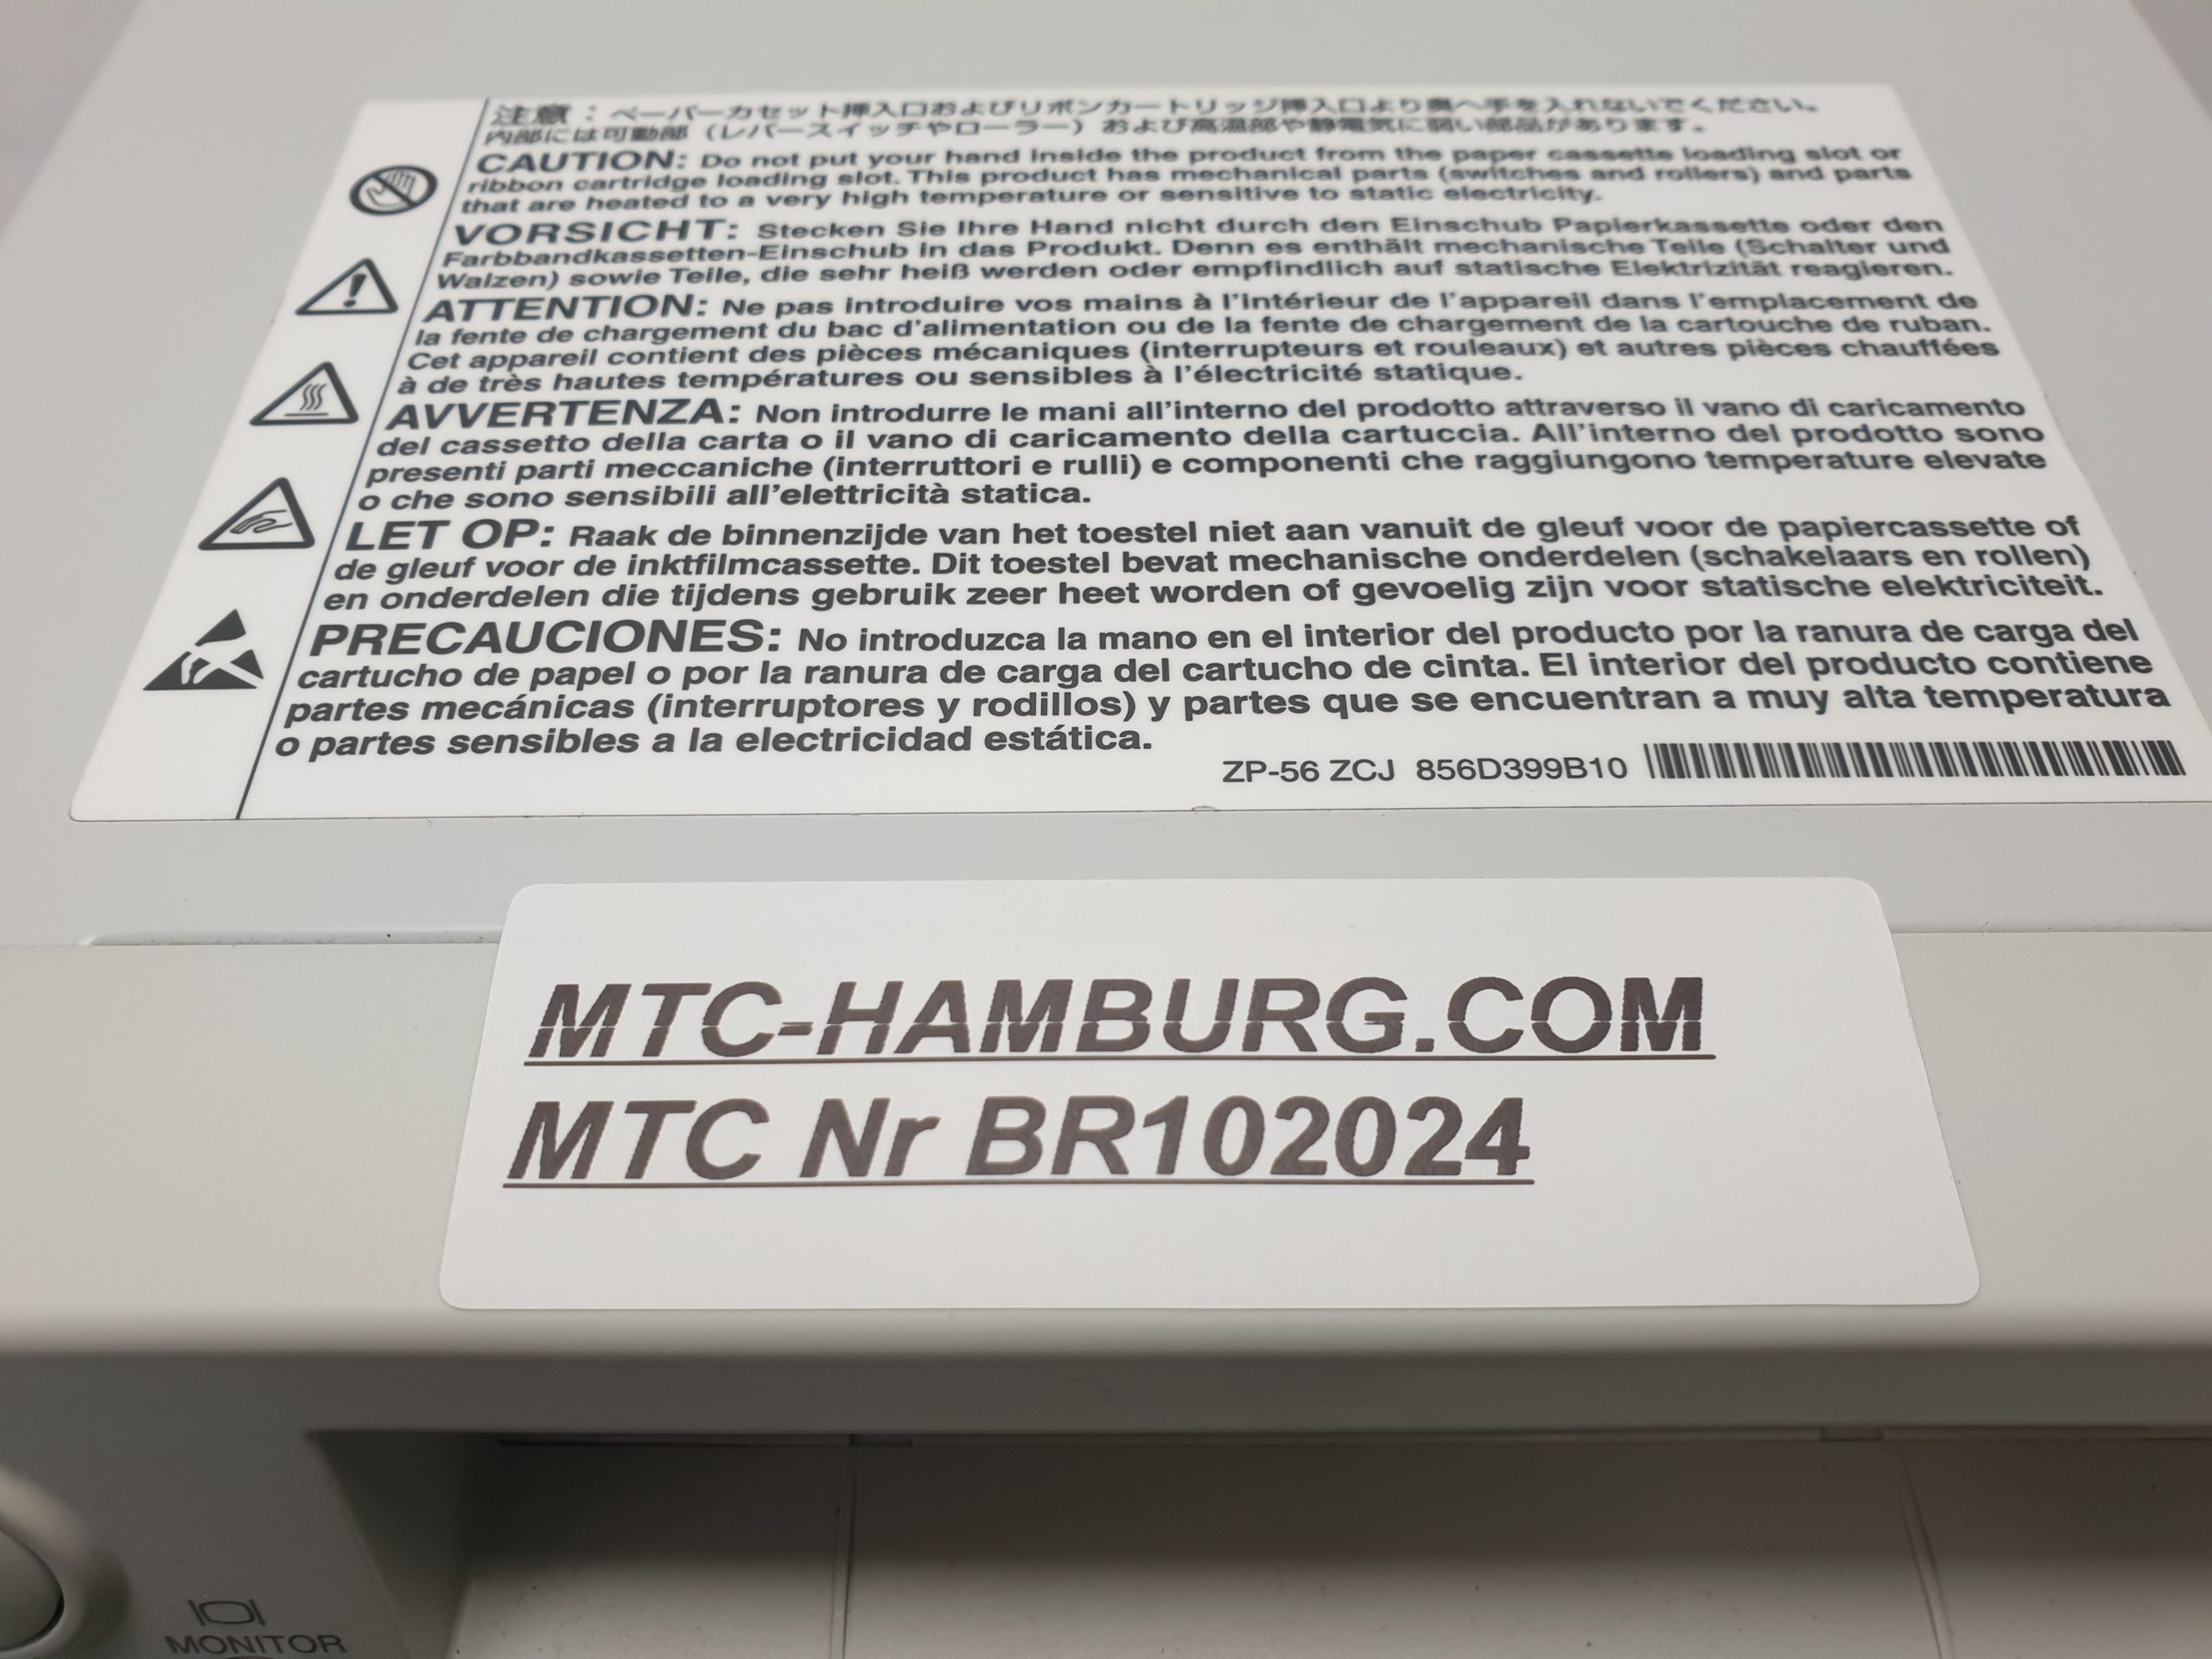 注意：ペーパーカセット挿入口およびリボンカートリッジ挿入口より奥へ手を入れないでください。
内部には可動部（レバースイッチやローラー）および高温部や静電気に弱い部品があります。
CAUTION: Do not put your hand inside the product from the paper cassette loading slot or
ribbon cartridge loading slot. This product has mechanical parts (switches and rollers) and parts
that are heated to a very high temperature or sensitive to static electricity.
VORSICHT: Stecken Sie Ihre Hand nicht durch den Einschub Papierkassette oder den
Farbbandkassetten-Einschub in das Produkt. Denn es enthält mechanische Teile (Schalter und
Walzen) sowie Teile, die sehr heiß werden oder empfindlich auf statische Elektrizität reagieren.
ATTENTION: Ne pas introduire vos mains à l'intérieur de l'appareil dans l'emplacement de
la fente de chargement du bac d'alimentation ou de la fente de chargement de la cartouche de ruban.
Cet appareil contient des pièces mécaniques (interrupteurs et rouleaux) et autres pièces chauffées
à de très hautes températures ou sensibles à l'électricité statique.
AVVERTENZA: Non introdurre le mani all'interno del prodotto attraverso il vano di caricamento
del cassetto della carta o il vano di caricamento della cartuccia. All'interno del prodotto sono
presenti parti meccaniche (interruttori e rulli) e componenti che raggiungono temperature elevate
o che sono sensibili all'elettricità statica.
LET OP: Raak de binnenzijde van het toestel niet aan vanuit de gleuf voor de papiercassette of
de gleuf voor de inktfilmcassette. Dit toestel bevat mechanische onderdelen (schakelaars en rollen)
en onderdelen die tijdens gebruik zeer heet worden of gevoelig zijn voor statische elektriciteit.
PRECAUCIONES: No introduzca la mano en el interior del producto por la ranura de carga del
cartucho de papel o por la ranura de carga del cartucho de cinta. El interior del producto contiene
partes mecánicas (interruptores y rodillos) y partes que se encuentran a muy alta temperatura
o partes sensibles a la electricidad estática.
ZP-56 ZCJ 856D399B10
MTC-HAMBURG.COM
MTC Nr BR102024
MONITOR